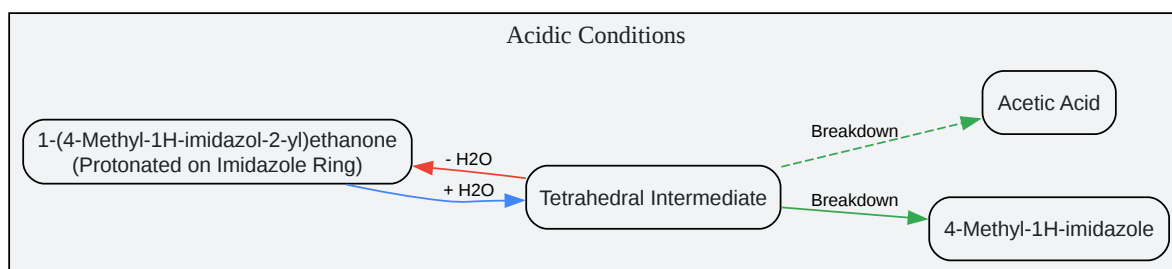 Acidic Conditions
1-(4-Methyl-1H-imidazol-2-yl)ethanone
(Protonated on Imidazole Ring)
- H2O
+ H2O
Tetrahedral Intermediate
Breakdown
Acetic Acid
Breakdown
4-Methyl-1H-imidazole